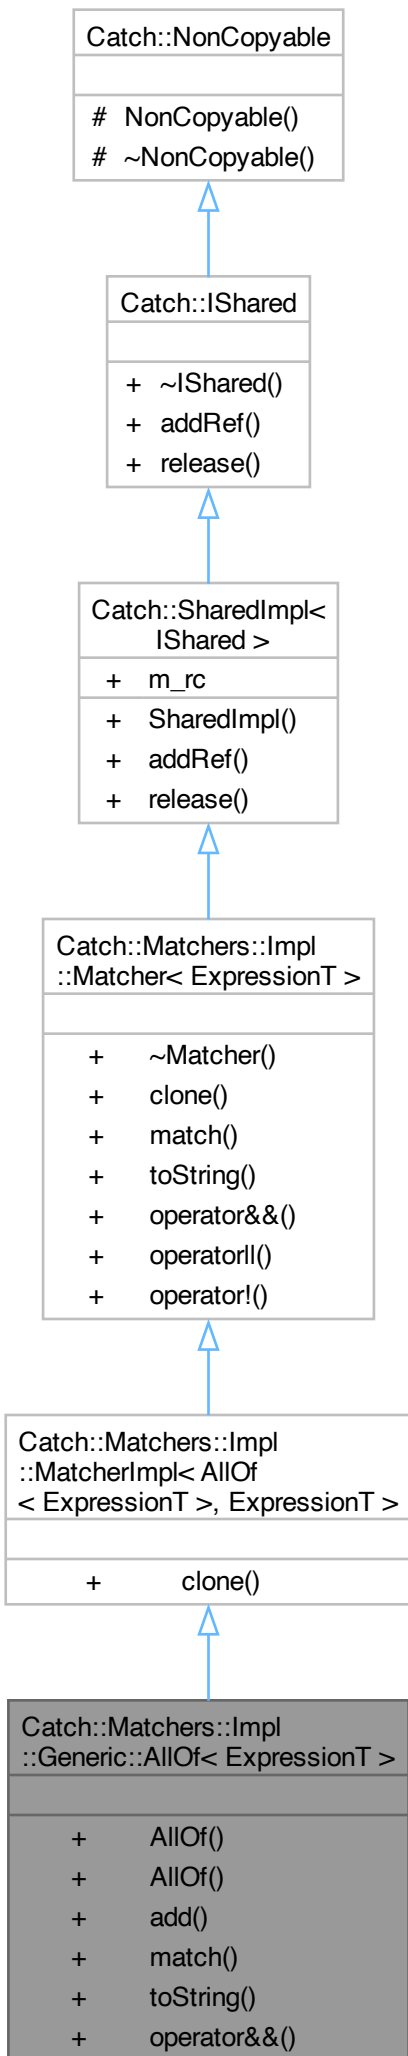 Catch::NonCopyable
# NonCopyable()
# ~NonCopyable()
Catch::IShared
+ ~IShared()
+ addRef()
+ release()
Catch::SharedImpl<
IShared >
+ m_rc
+ SharedImpl()
+ addRef()
+ release()
Catch::Matchers::Impl
::Matcher< ExpressionT >
+ ~Matcher()
+ clone()
+ match()
+ toString()
+ operator&&()
+ operator||()
+ operator!()
Catch::Matchers::Impl
::MatcherImpl< AllOf
< ExpressionT >, ExpressionT >
+ clone()
Catch::Matchers::Impl
::Generic::AllOf< ExpressionT >
+ AllOf()
+ AllOf()
+ add()
+ match()
+ toString()
+ operator&&()